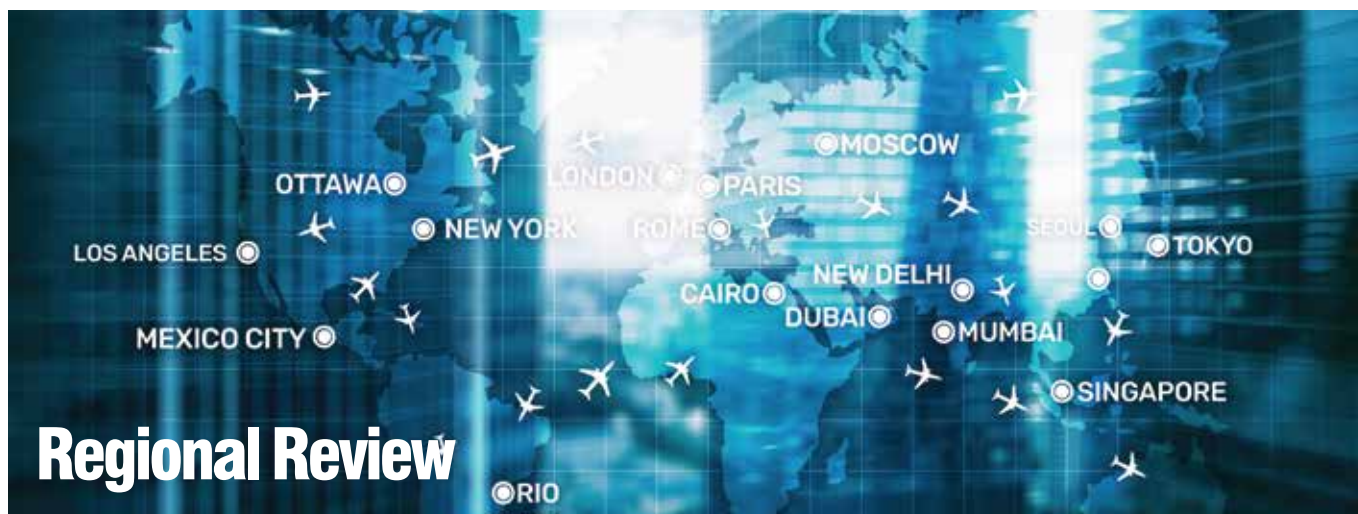 MOSCOW
OTTAWA
LONDON
PARIS
NEW YORK
ROME
SEOUL
TOKYO
LOS ANGELES
NEW DELHI
CAIRO
DUBAI
MUMBAI
MEXICO CITY
SINGAPORE
Regional Review
RIO